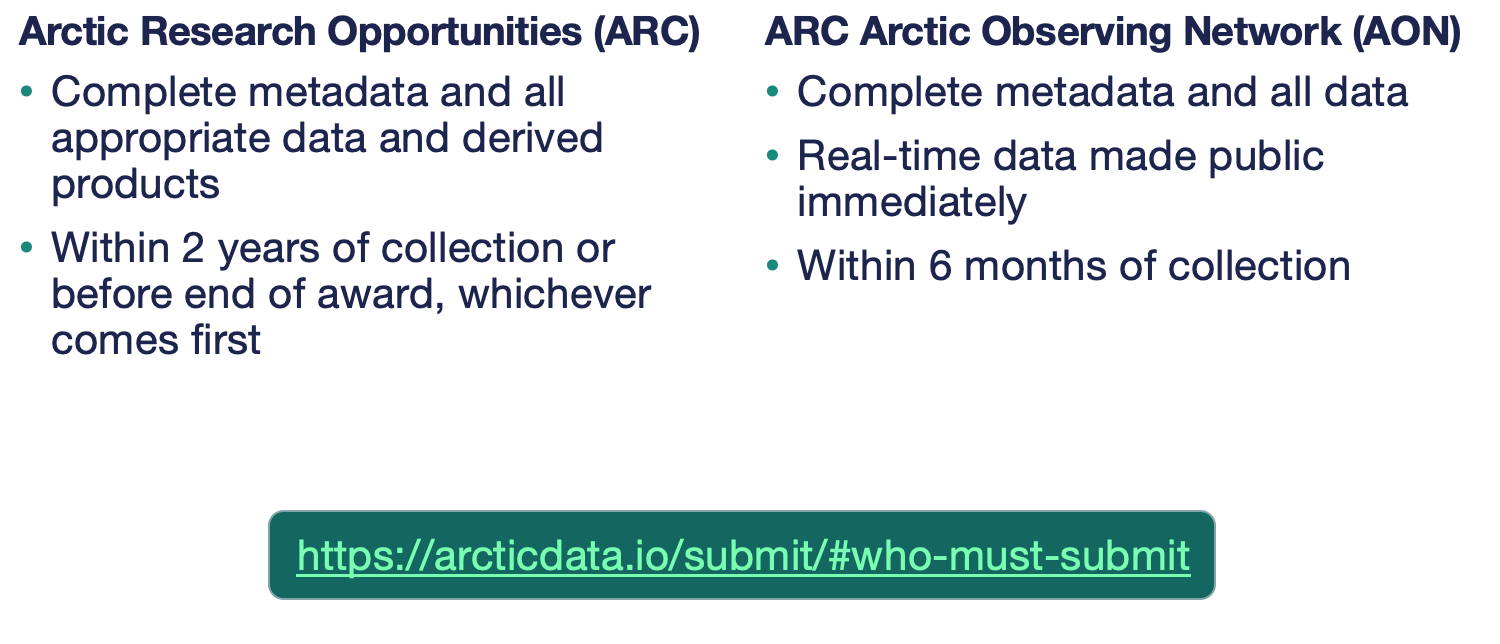 Arctic Research Opportunities (ARC)
• Complete metadata and all
appropriate data and derived
products
• Within 2 years of collection or
before end of award, whichever
comes first
ARC Arctic Observing Network (AON)
• Complete metadata and all data
• Real-time data made public
immediately
• Within 6 months of collection
https://arcticdata.io/submit/#who-must-submit